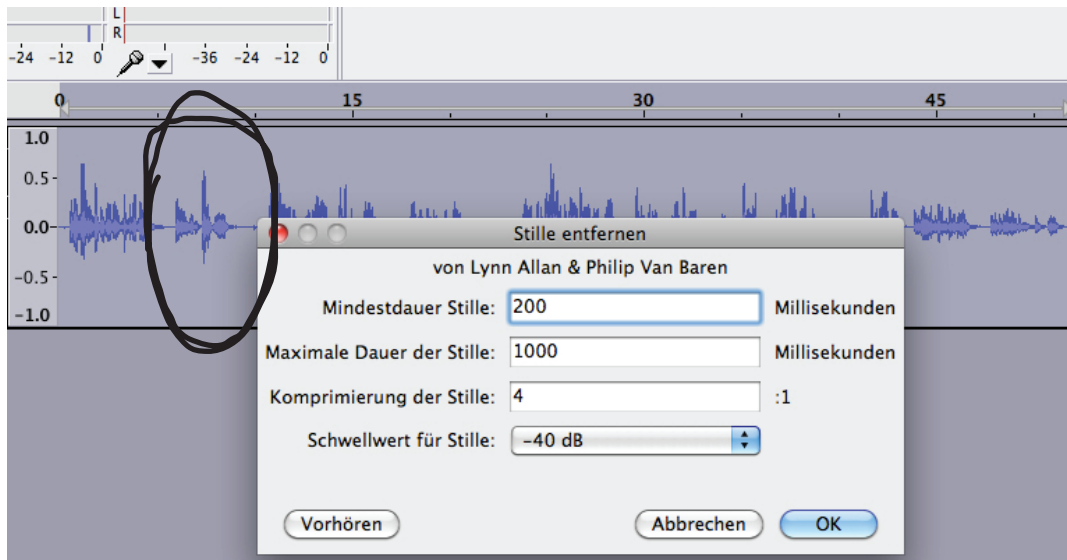 L
R
-24 -12 0 -36 -24 -12 0
0 15 30 45
1.0
0.5-
0.0-
-0.5-
-1.0
Stille entfernen
von Lynn Allan & Philip Van Baren
Mindestdauer Stille: 200 Millisekunden
Maximale Dauer der Stille: 1000 Millisekunden
Komprimierung der Stille: 4 :1
Schwellwert für Stille: -40 dB
Vorhören Abbrechen OK